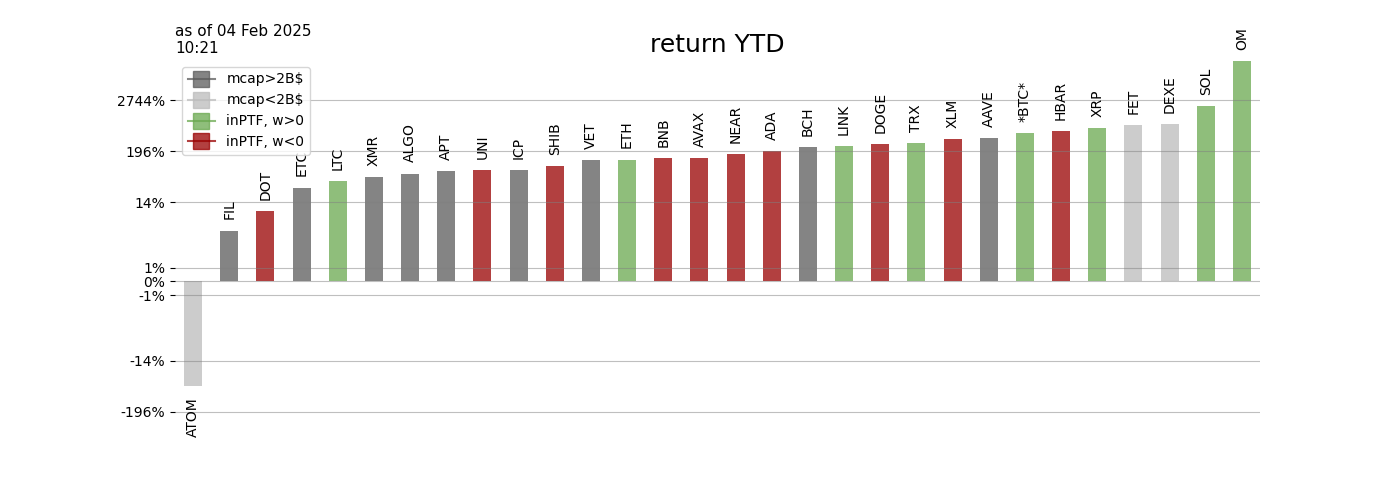 as of 04 Feb 2025
10:21
return YTD
mcap>2B$
mcap<2B$
inPTF, w>0
inPTF, w<0
2744%
196%
14%
1%
0%
-1%
-14%
-196%
ATOM
FIL
DOT
ETC
LTC
XMR
ALGO
APT
UNI
ICP
SHIB
VET
ETH
BNB
AVAX
NEAR
ADA
BCH
LINK
DOGE
TRX
XLM
AAVE
*BTC*
HBAR
XRP
FET
DEXE
SOL
OM